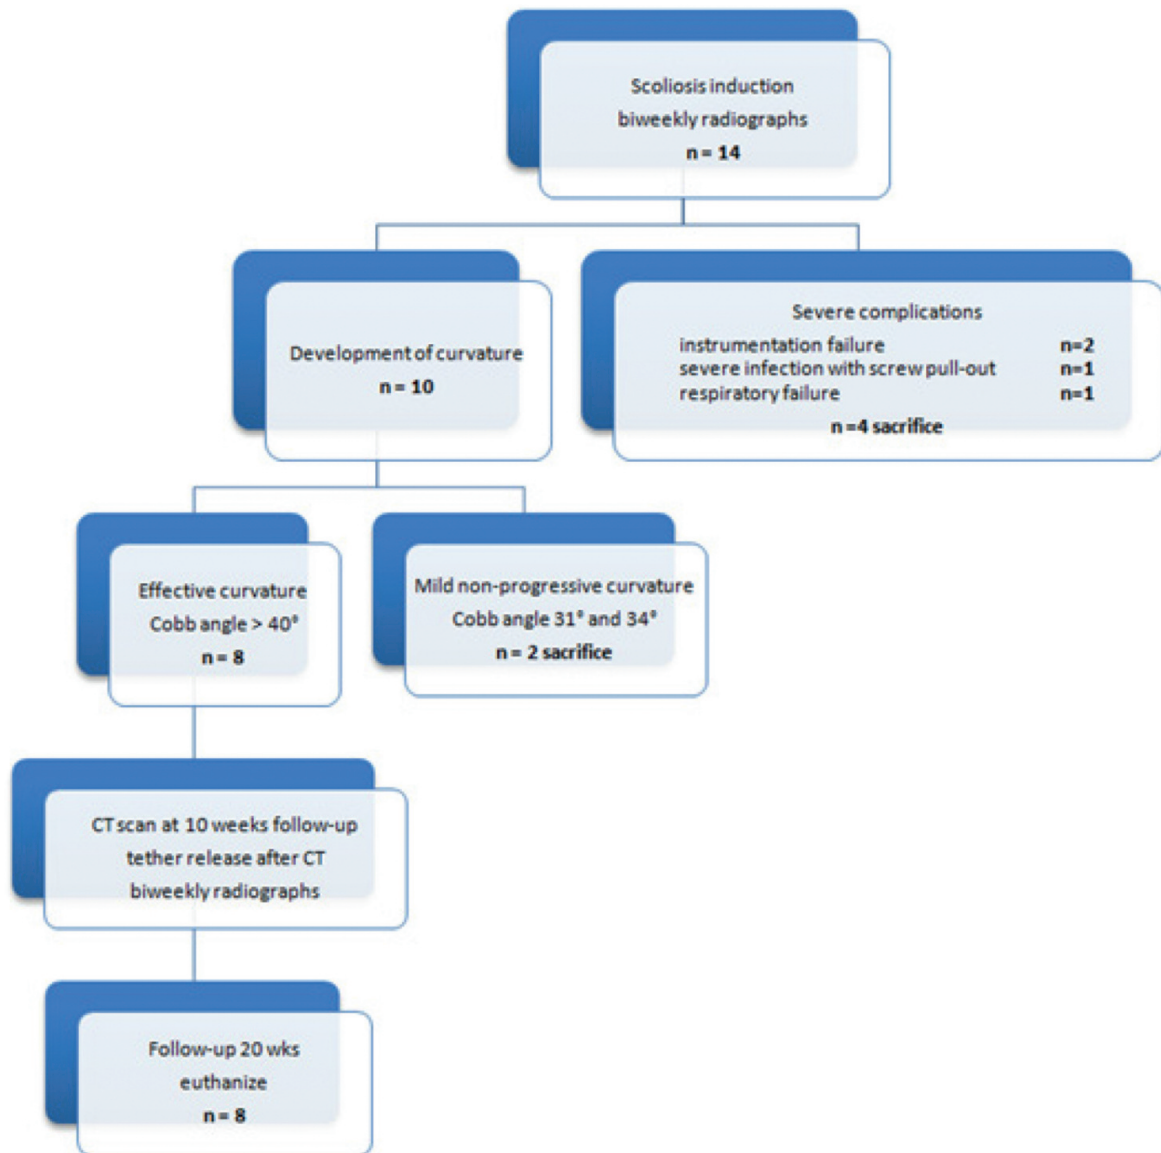 Scoliosis induction
biweekly radiographs
n = 14
Development of curvature
n = 10
Severe complications
instrumentation failure n=2
severe infection with screw pull-out n=1
respiratory failure n=1
n =4 sacrifice
Effective curvature
Cobb angle > 40°
n = 8
Mild non-progressive curvature
Cobb angle 31° and 34°
n = 2 sacrifice
CT scan at 10 weeks follow-up
tether release after CT
biweekly radiographs
Follow-up 20 wks
euthanize
n = 8